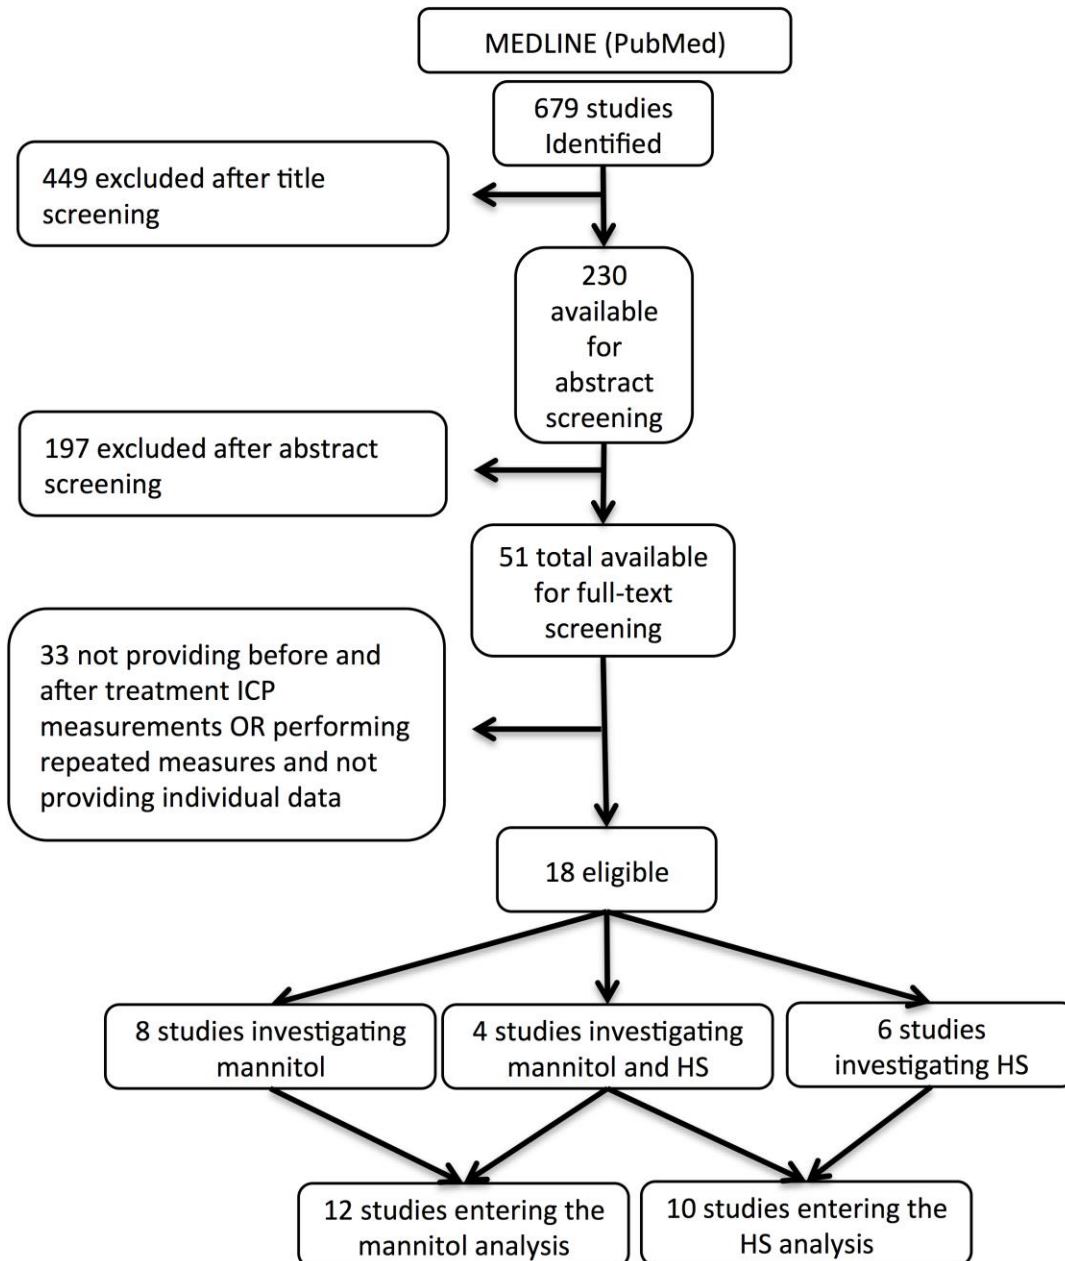 MEDLINE (PubMed)
679 studies
Identified
449 excluded after title
screening
230
available
for
abstract
screening
197 excluded after abstract
screening
51 total available
for full-text
screening
33 not providing before and
after treatment ICP
measurements OR performing
repeated measures and not
providing individual data
18 eligible
8 studies investigating
mannitol
4 studies investigating
mannitol and HS
6 studies
investigating HS
12 studies entering the
mannitol analysis
10 studies entering the
HS analysis